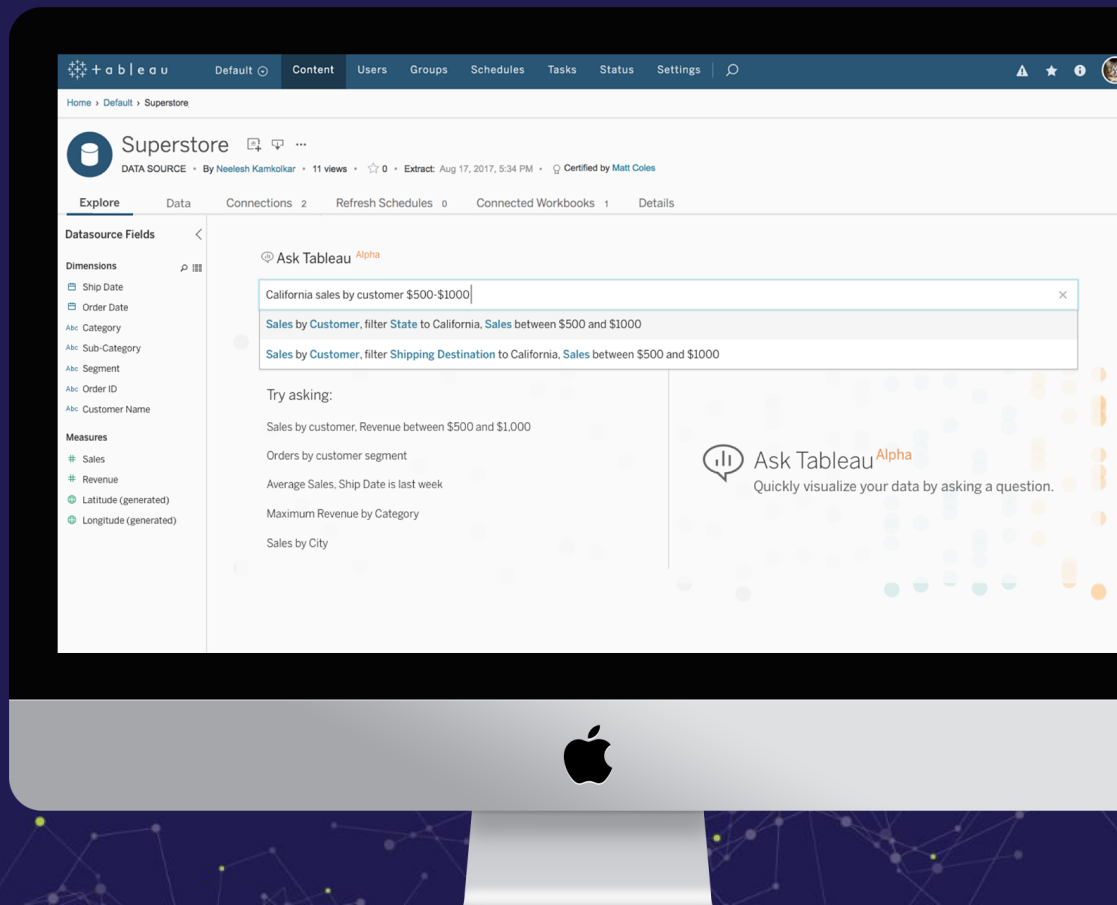 +ableau Default Content Users Groups Schedules Tasks Status Settings
Home › Default › Superstore
Superstore
DATA SOURCE • By Neelesh Kamkolkar • 11 views • 0 • Extract: Aug 17, 2017, 5:34 PM • Certified by Matt Coles
Explore Data Connections 2 Refresh Schedules 0 Connected Workbooks 1 Details
Datasource Fields
Dimensions
Ship Date
Order Date
Abc Category
Abc Sub-Category
Abc Segment
Abc Order ID
Abc Customer Name
Measures
# Sales
# Revenue
Latitude (generated)
Longitude (generated)
Ask Tableau Alpha
California sales by customer $500-$1000
Sales by Customer, filter State to California, Sales between $500 and $1000
Sales by Customer, filter Shipping Destination to California, Sales between $500 and $1000
Try asking:
Sales by customer, Revenue between $500 and $1,000
Orders by customer segment
Average Sales, Ship Date is last week
Maximum Revenue by Category
Sales by City
Ask Tableau Alpha
Quickly visualize your data by asking a question.